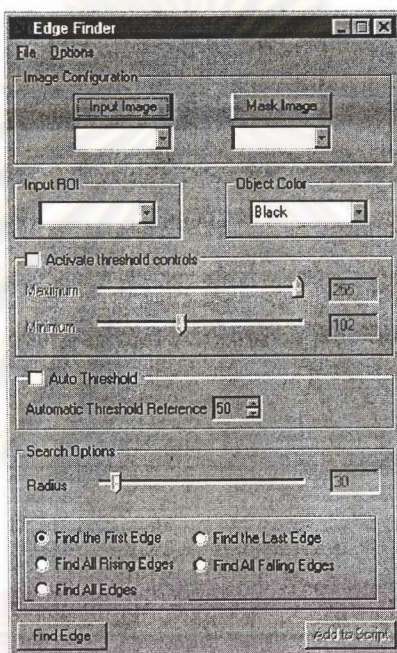 Edge Finder
File Options
Image Configuration
Input Image Mask Image
Input ROI Object Color
Black
Activate threshold controls
Maximum 255
Minimum 102
Auto Threshold
Automatic Threshold Reference 50
Search Options
Radius 30
Find the First Edge Find the Last Edge
Find All Rising Edges Find All Falling Edges
Find All Edges
Find Edge Add to Script